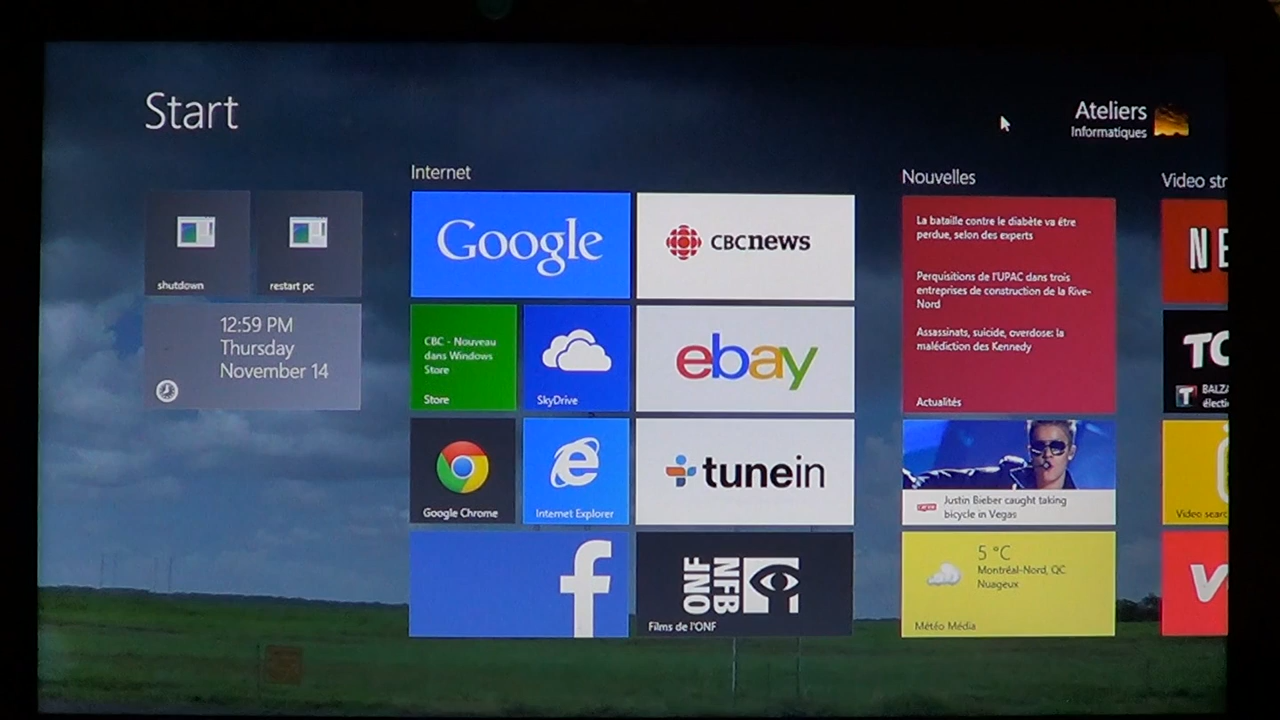 Start
Ateliers
Informatiques
shutdown
restart pc
12:59 PM
Thursday
November 14
Internet
Google
CBCNEWS
CBC - Nouveau
dans Windows
Store
Store
SkyDrive
ebay
Google Chrome
Internet Explorer
tunein
f
ONF
NFB
Films de l'ONF
Nouvelles
La bataille contre le diabète va être
perdue, selon des experts
Perquisitions de l'UPAC dans trois
entreprises de construction de la Rive-
Nord
Assassinats, suicide, overdose: la
malédiction des Kennedy
Actualités
Justin Bieber caught taking
bicycle in Vegas
5 °C
Montréal-Nord, QC
Nuageux
Météo Média
Video str
NE
TO
T
BALZA
électi
Video searc
V